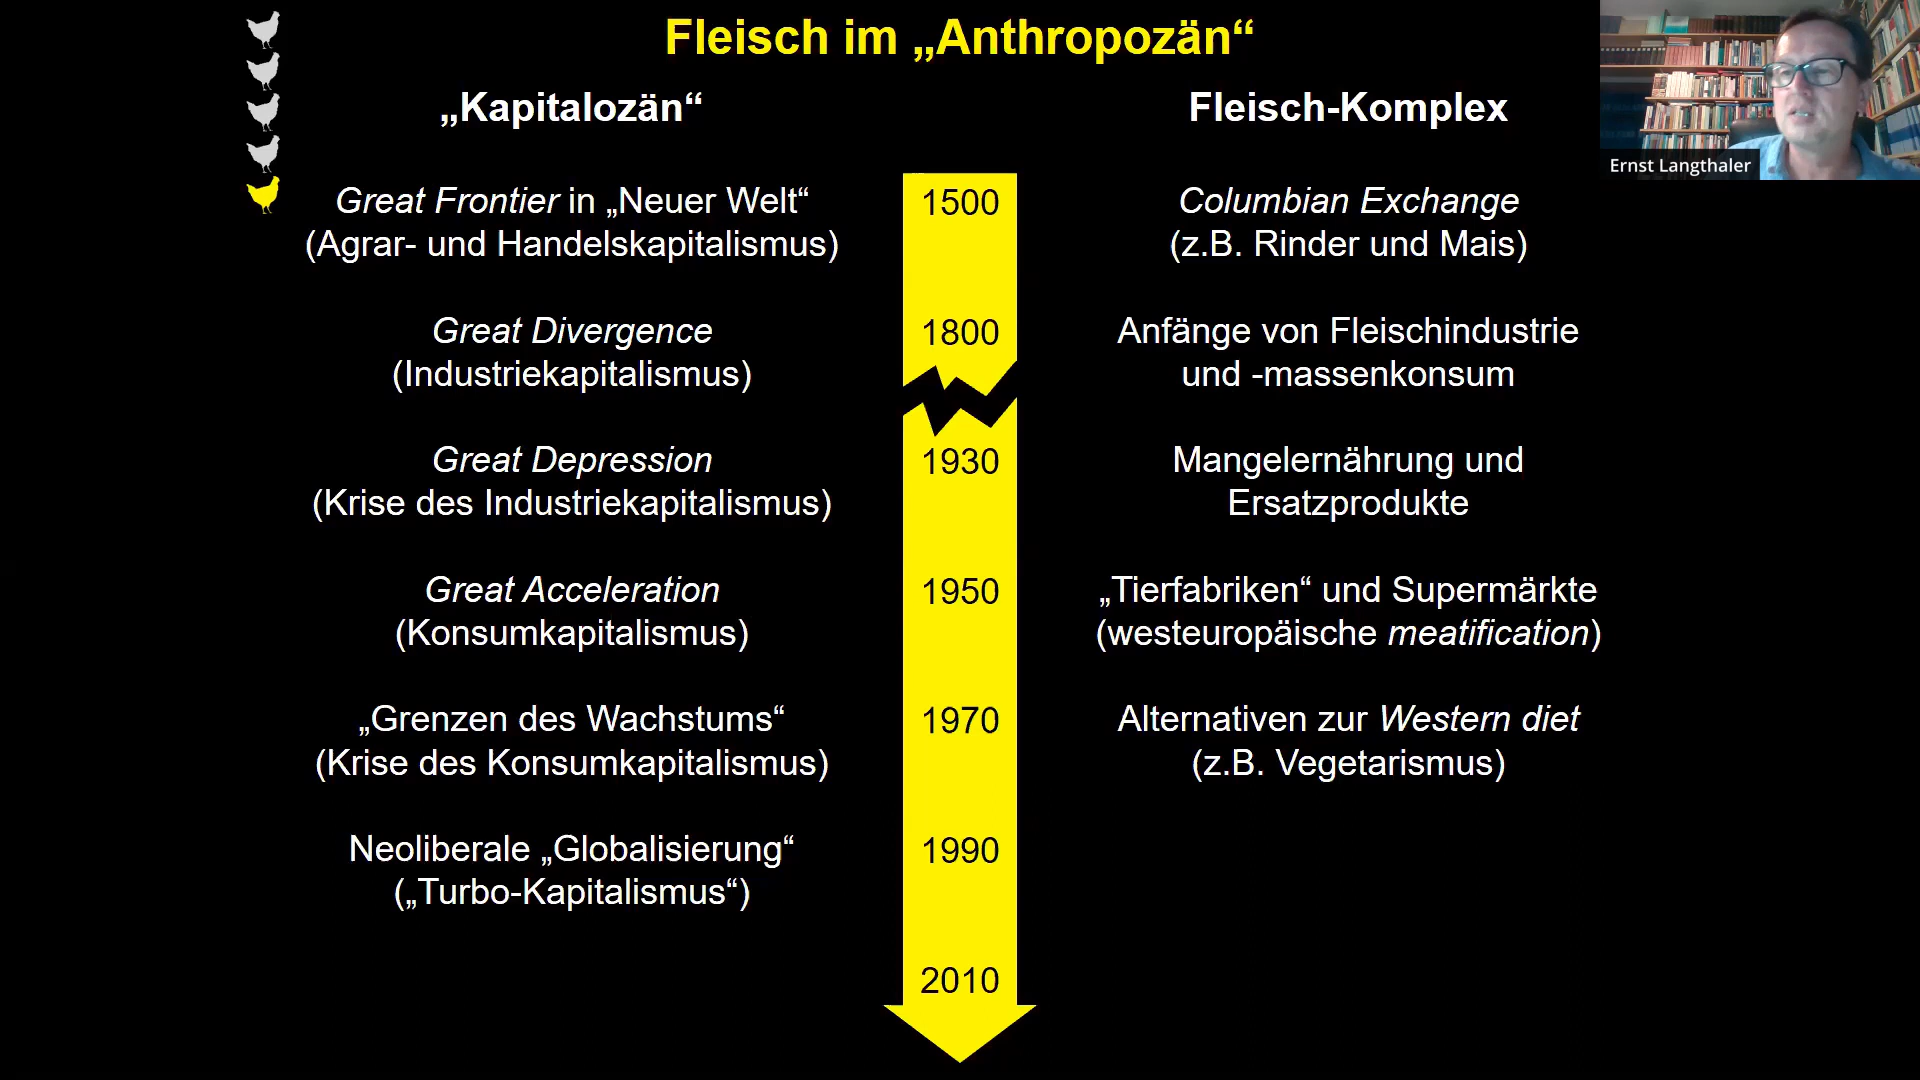 Fleisch im „Anthropozän“
„Kapitalozän“
Fleisch-Komplex
Ernst Langthaler
Great Frontier in „Neuer Welt“
(Agrar- und Handelskapitalismus)
1500
Columbian Exchange
(z.B. Rinder und Mais)
Great Divergence
(Industriekapitalismus)
1800
Anfänge von Fleischindustrie
und -massenkonsum
Great Depression
(Krise des Industriekapitalismus)
1930
Mangelernährung und
Ersatzprodukte
Great Acceleration
(Konsumkapitalismus)
1950
„Tierfabriken“ und Supermärkte
(westeuropäische meatification)
„Grenzen des Wachstums“
(Krise des Konsumkapitalismus)
1970
Alternativen zur Western diet
(z.B. Vegetarismus)
Neoliberale „Globalisierung“
(„Turbo-Kapitalismus“)
1990
2010